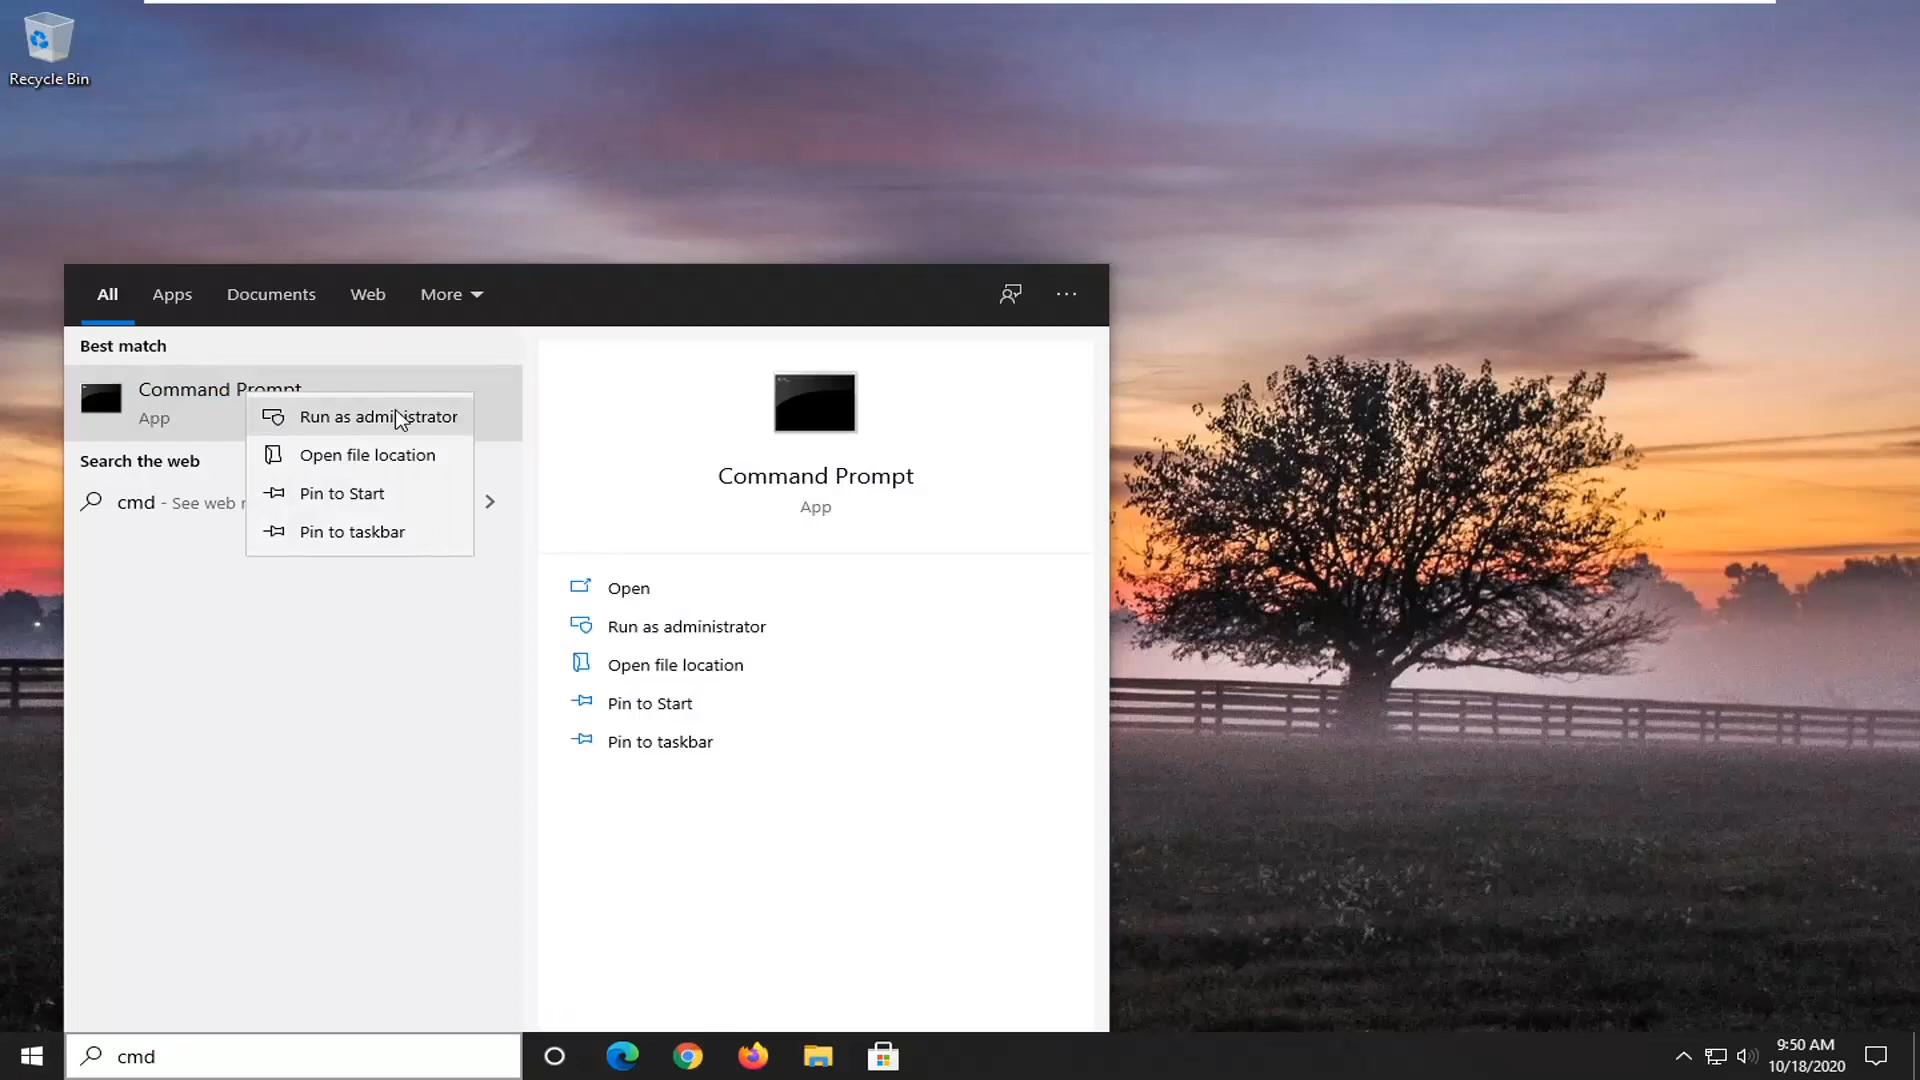 Recycle Bin
All Apps Documents Web More
Best match
Command Prompt
App
Run as administrator
Open file location
Pin to Start
Pin to taskbar
Search the web
cmd - See web
Command Prompt
App
Open
Run as administrator
Open file location
Pin to Start
Pin to taskbar
cmd
9:50 AM
10/18/2020